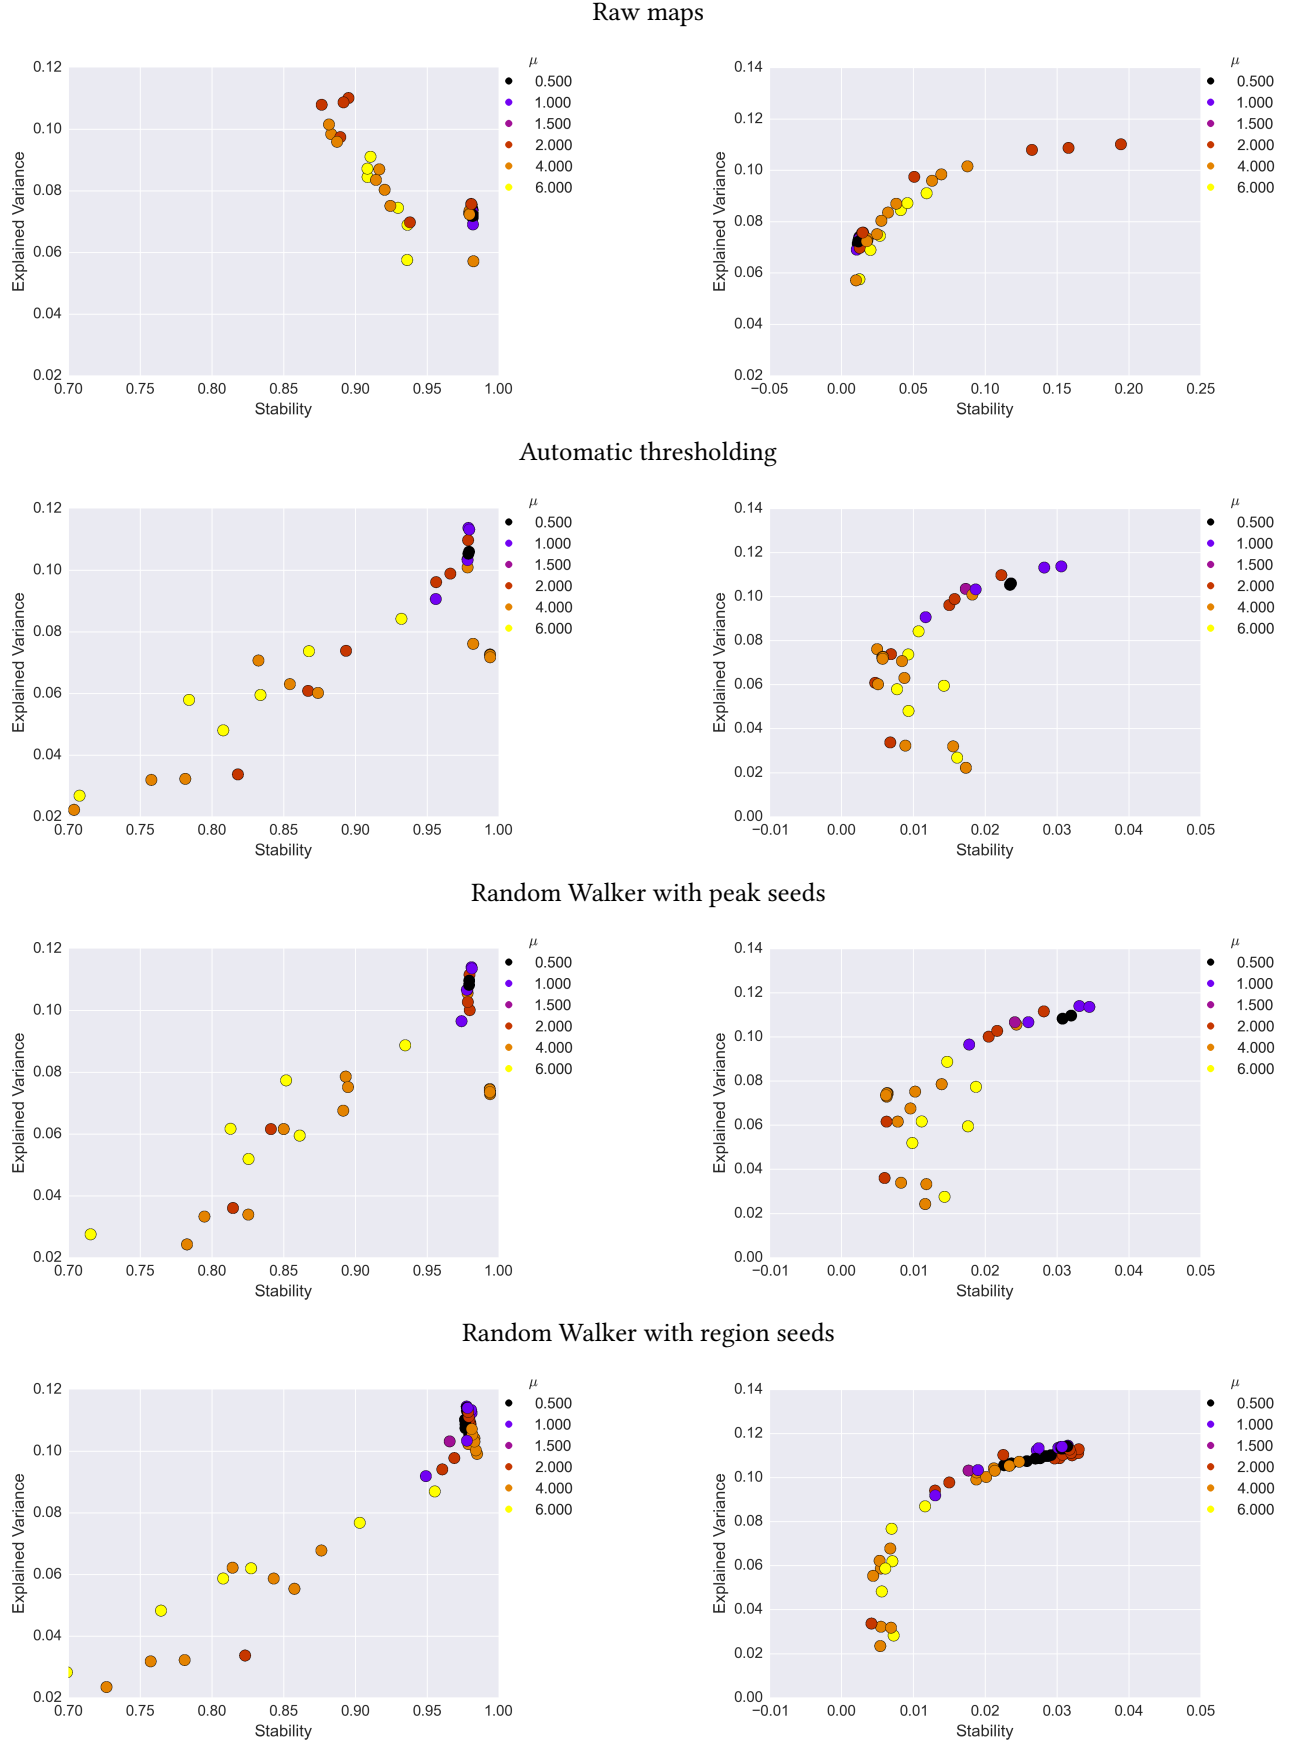 Raw maps
0.12
0.10
0.08
0.06
0.04
0.02
Explained Variance
0.70 0.75 0.80 0.85 0.90 0.95 1.00
Stability
μ
0.500
1.000
1.500
2.000
4.000
6.000
0.14
0.12
0.10
0.08
0.06
0.04
0.02
Explained Variance
−0.05 0.00 0.05 0.10 0.15 0.20 0.25
Stability
μ
0.500
1.000
1.500
2.000
4.000
6.000
Automatic thresholding
0.12
0.10
0.08
0.06
0.04
0.02
Explained Variance
0.70 0.75 0.80 0.85 0.90 0.95 1.00
Stability
μ
0.500
1.000
1.500
2.000
4.000
6.000
0.14
0.12
0.10
0.08
0.06
0.04
0.02
0.00
Explained Variance
−0.01 0.00 0.01 0.02 0.03 0.04 0.05
Stability
μ
0.500
1.000
1.500
2.000
4.000
6.000
Random Walker with peak seeds
0.12
0.10
0.08
0.06
0.04
0.02
Explained Variance
0.70 0.75 0.80 0.85 0.90 0.95 1.00
Stability
μ
0.500
1.000
1.500
2.000
4.000
6.000
0.14
0.12
0.10
0.08
0.06
0.04
0.02
0.00
Explained Variance
−0.01 0.00 0.01 0.02 0.03 0.04 0.05
Stability
μ
0.500
1.000
1.500
2.000
4.000
6.000
Random Walker with region seeds
0.12
0.10
0.08
0.06
0.04
0.02
Explained Variance
0.70 0.75 0.80 0.85 0.90 0.95 1.00
Stability
μ
0.500
1.000
1.500
2.000
4.000
6.000
0.14
0.12
0.10
0.08
0.06
0.04
0.02
0.00
Explained Variance
−0.01 0.00 0.01 0.02 0.03 0.04 0.05
Stability
μ
0.500
1.000
1.500
2.000
4.000
6.000